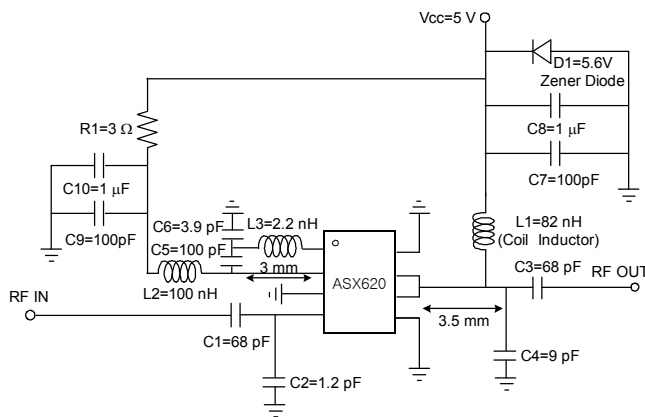 Vcc=5 V
D1=5.6V
Zener Diode
R1=3 Ω
C8=1 μF
C10=1 μF
C7=100pF
C9=100pF
C6=3.9 pF
L3=2.2 nH
L1=82 nH
(Coil Inductor)
C5=100 pF
3 mm
ASX620
C3=68 pF
RF OUT
L2=100 nH
RF IN
3.5 mm
C1=68 pF
C4=9 pF
C2=1.2 pF